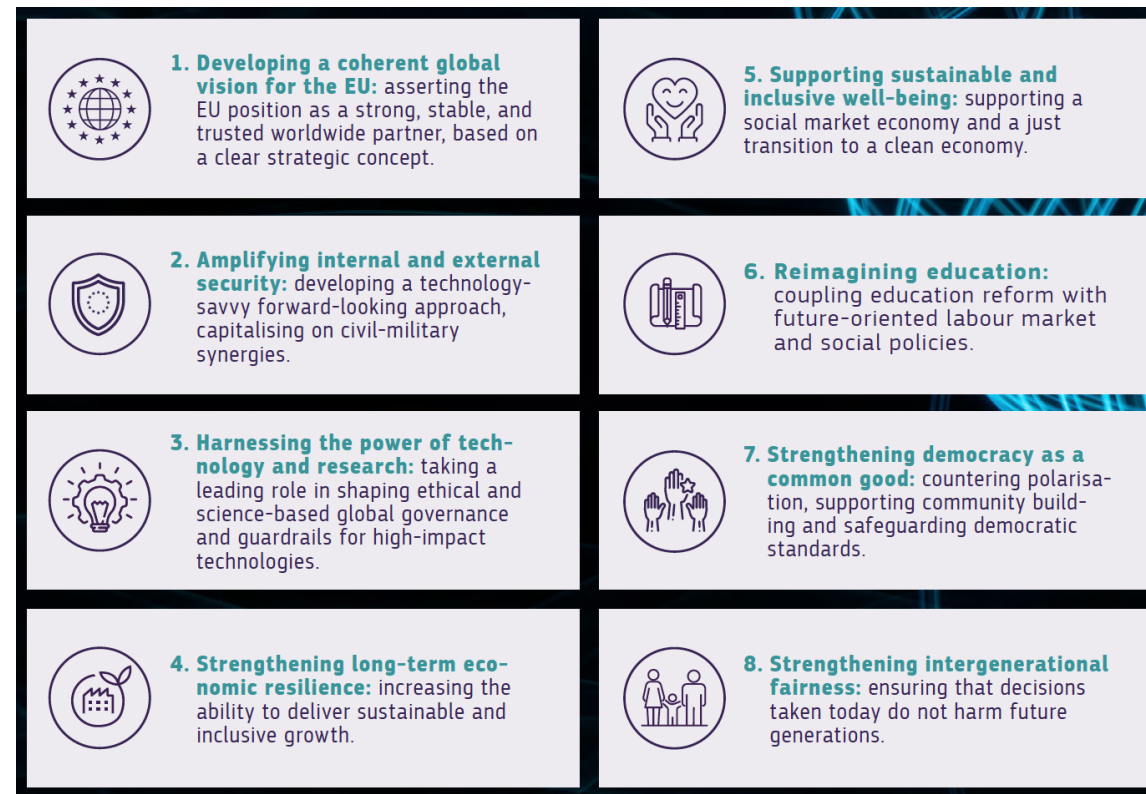 1. Developing a coherent global
vision for the EU: asserting the
EU position as a strong, stable, and
trusted worldwide partner, based on
a clear strategic concept.
2. Amplifying internal and external
security: developing a technology-
savvy forward-looking approach,
capitalising on civil-military
synergies.
3. Harnessing the power of tech-
nology and research: taking a
leading role in shaping ethical and
science-based global governance
and guardrails for high-impact
technologies.
4. Strengthening long-term eco-
nomic resilience: increasing the
ability to deliver sustainable and
inclusive growth.
5. Supporting sustainable and
inclusive well-being: supporting a
social market economy and a just
transition to a clean economy.
6. Reimagining education:
coupling education reform with
future-oriented labour market
and social policies.
7. Strengthening democracy as a
common good: countering polarisa-
tion, supporting community build-
ing and safeguarding democratic
standards.
8. Strengthening intergenerational
fairness: ensuring that decisions
taken today do not harm future
generations.